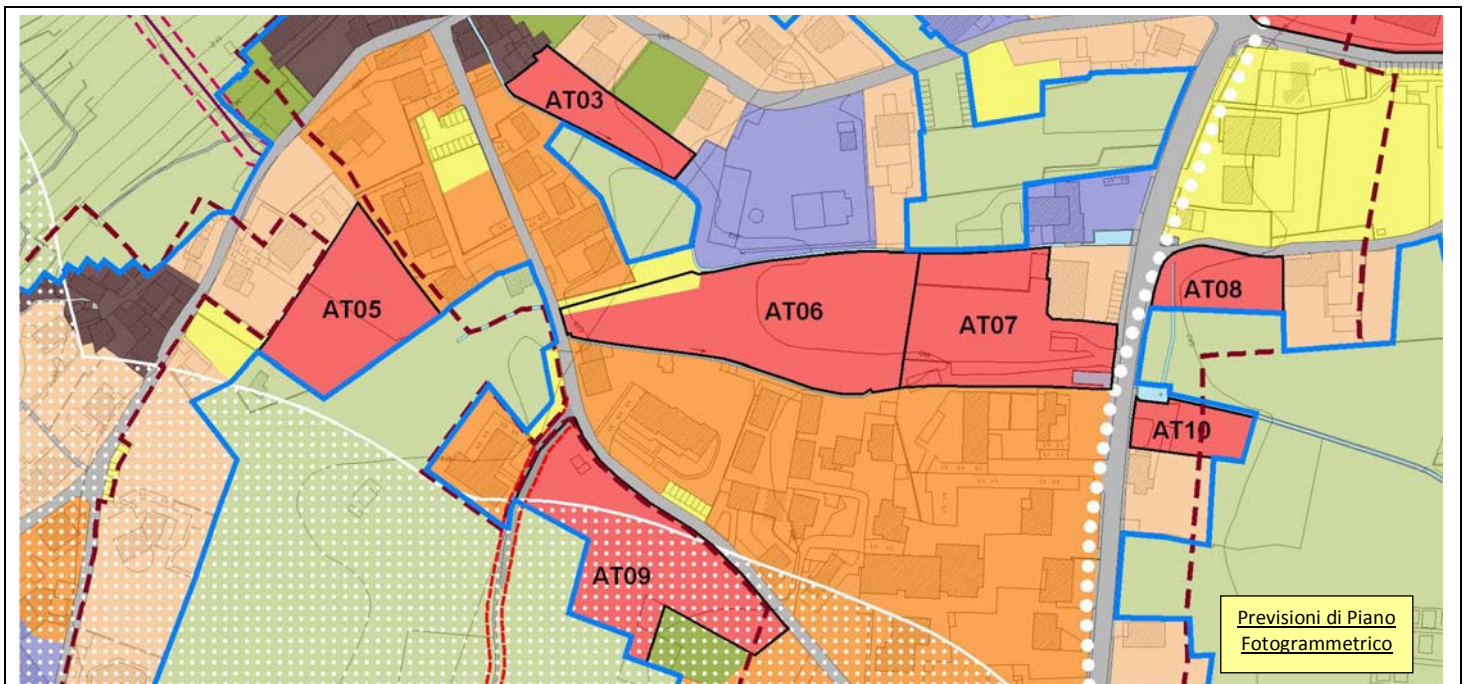 AT03
AT05
AT06
AT07
AT08
AT10
AT09
Previsioni di Piano
Fotogrammetrico